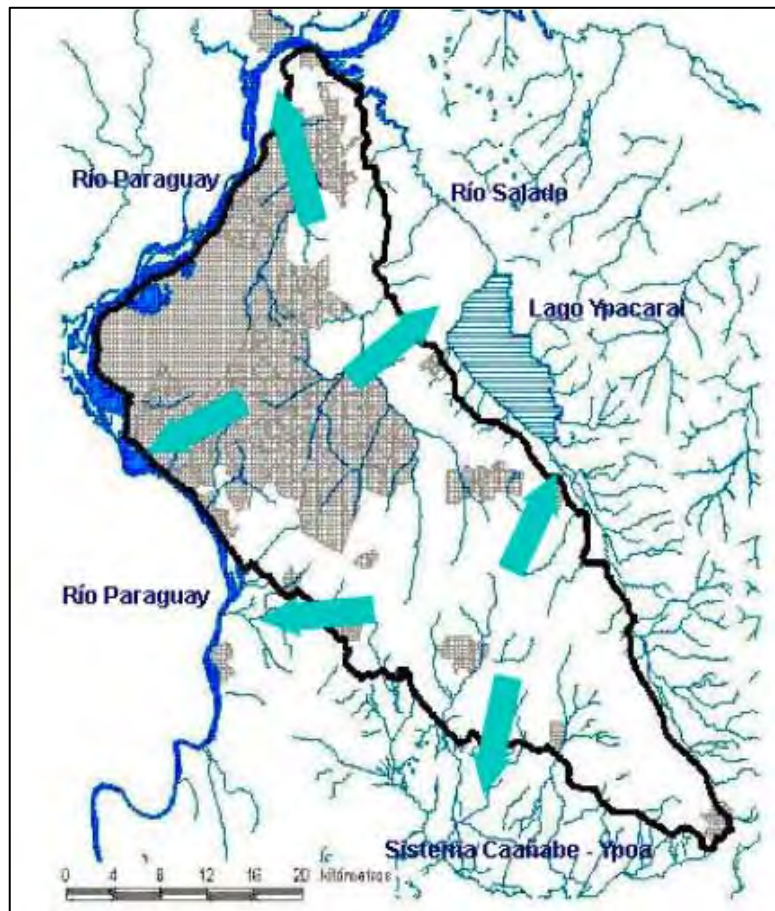 Río Paraguay
Río Salado
Lago Ypacaraí
Río Paraguay
Sistema Caañabe - Ypoa
0 4 8 12 16 20
kilómetros